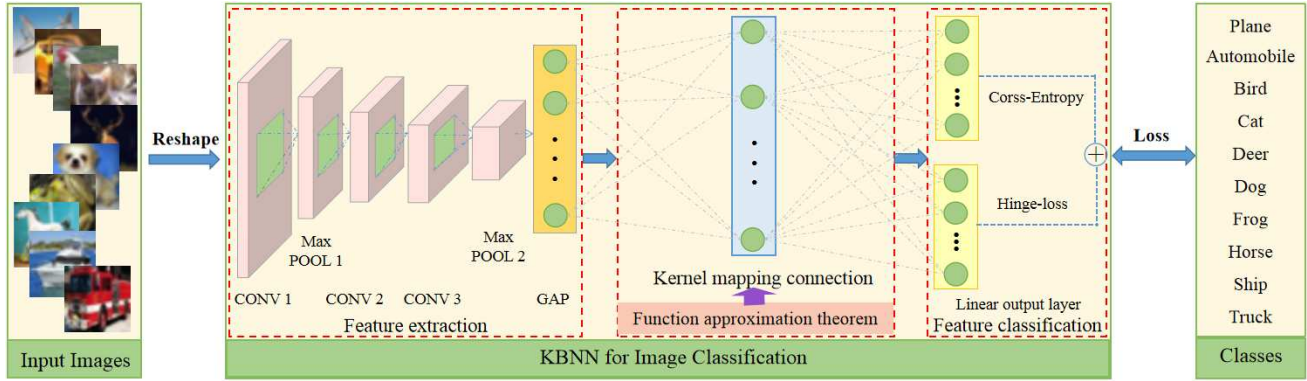 Reshape
Input Images
Max
POOL 1
Max
POOL 2
CONV 1
CONV 2
CONV 3
GAP
Feature extraction
Kernel mapping connection
Function approximation theorem
Corss-Entropy
Hinge-loss
Linear output layer
Feature classification
KBNN for Image Classification
Loss
Plane
Automobile
Bird
Cat
Deer
Dog
Frog
Horse
Ship
Truck
Classes